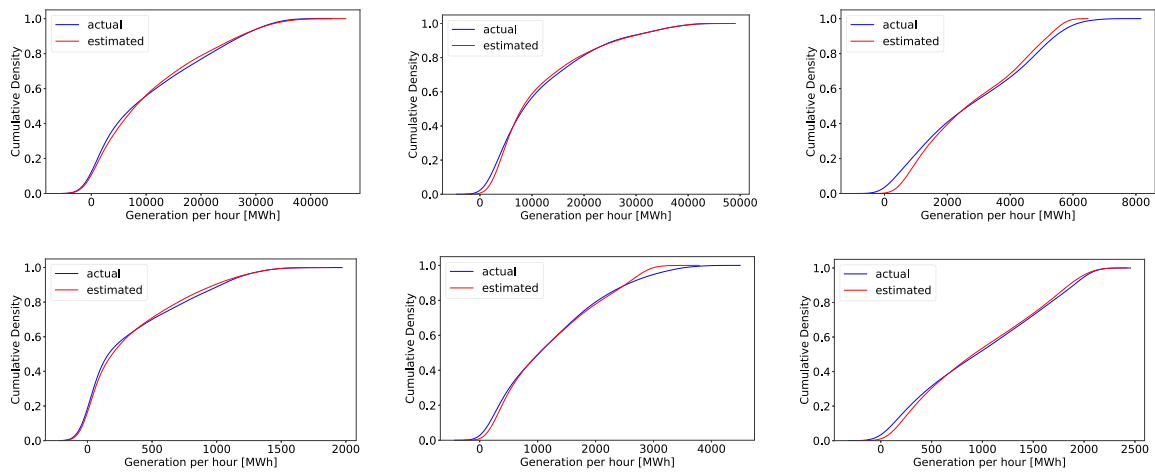 1.0
0.8
0.6
0.4
0.2
0.0
Cumulative Density
actual
estimated
0 10000 20000 30000 40000
Generation per hour [MWh]
1.0
0.8
0.6
0.4
0.2
0.0
Cumulative Density
actual
estimated
0 10000 20000 30000 40000 50000
Generation per hour [MWh]
1.0
0.8
0.6
0.4
0.2
0.0
Cumulative Density
actual
estimated
0 2000 4000 6000 8000
Generation per hour [MWh]
1.0
0.8
0.6
0.4
0.2
0.0
Cumulative Density
actual
estimated
0 500 1000 1500 2000
Generation per hour [MWh]
1.0
0.8
0.6
0.4
0.2
0.0
Cumulative Density
actual
estimated
0 1000 2000 3000 4000
Generation per hour [MWh]
1.0
0.8
0.6
0.4
0.2
0.0
Cumulative Density
actual
estimated
0 500 1000 1500 2000 2500
Generation per hour [MWh]